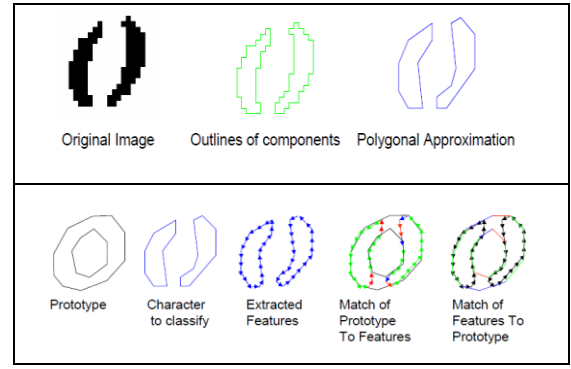 Original Image
Outlines of components
Polygonal Approximation
Prototype
Character
to classify
Extracted
Features
Match of
Prototype
To Features
Match of
Features To
Prototype